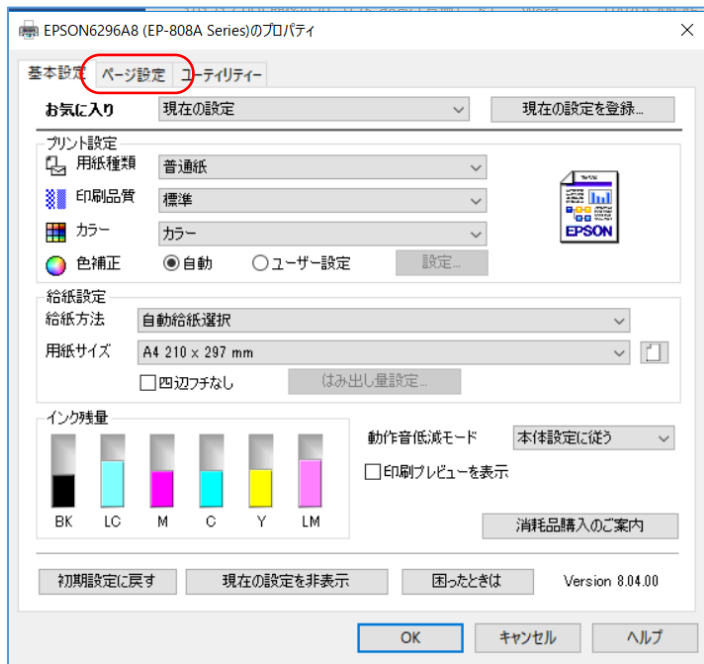 EPSON6296A8 (EP-808A Series)のプロパティ
基本設定 ページ設定 ユーティリティー
お気に入り 現在の設定 現在の設定を登録...
プリント設定
用紙種類 普通紙
印刷品質 標準
カラー カラー
色補正 自動 ユーザー設定 設定...
EPSON
給紙設定
給紙方法 自動給紙選択
用紙サイズ A4 210 x 297 mm
四辺フチなし はみ出し量設定...
インク残量
動作音低減モード 本体設定に従う
印刷プレビューを表示
BK LC M C Y LM
消耗品購入のご案内
初期設定に戻す 現在の設定を非表示 困ったときは Version 8.04.00
OK キャンセル ヘルプ